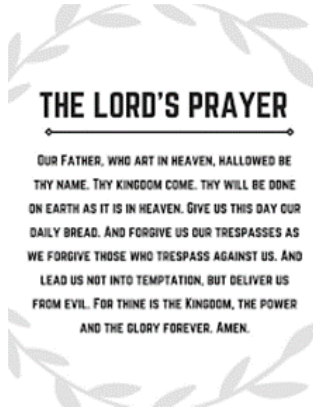 THE LORD'S PRAYER
OUR FATHER, WHO ART IN HEAVEN, HALLOWED BE
THY NAME. THY KINGDOM COME. THY WILL BE DONE
ON EARTH AS IT IS IN HEAVEN. GIVE US THIS DAY OUR
DAILY BREAD. AND FORGIVE US OUR TRESPASSES AS
WE FORGIVE THOSE WHO TRESPASS AGAINST US. AND
LEAD US NOT INTO TEMPTATION, BUT DELIVER US
FROM EVIL. FOR THINE IS THE KINGDOM, THE POWER
AND THE GLORY FOREVER. AMEN.